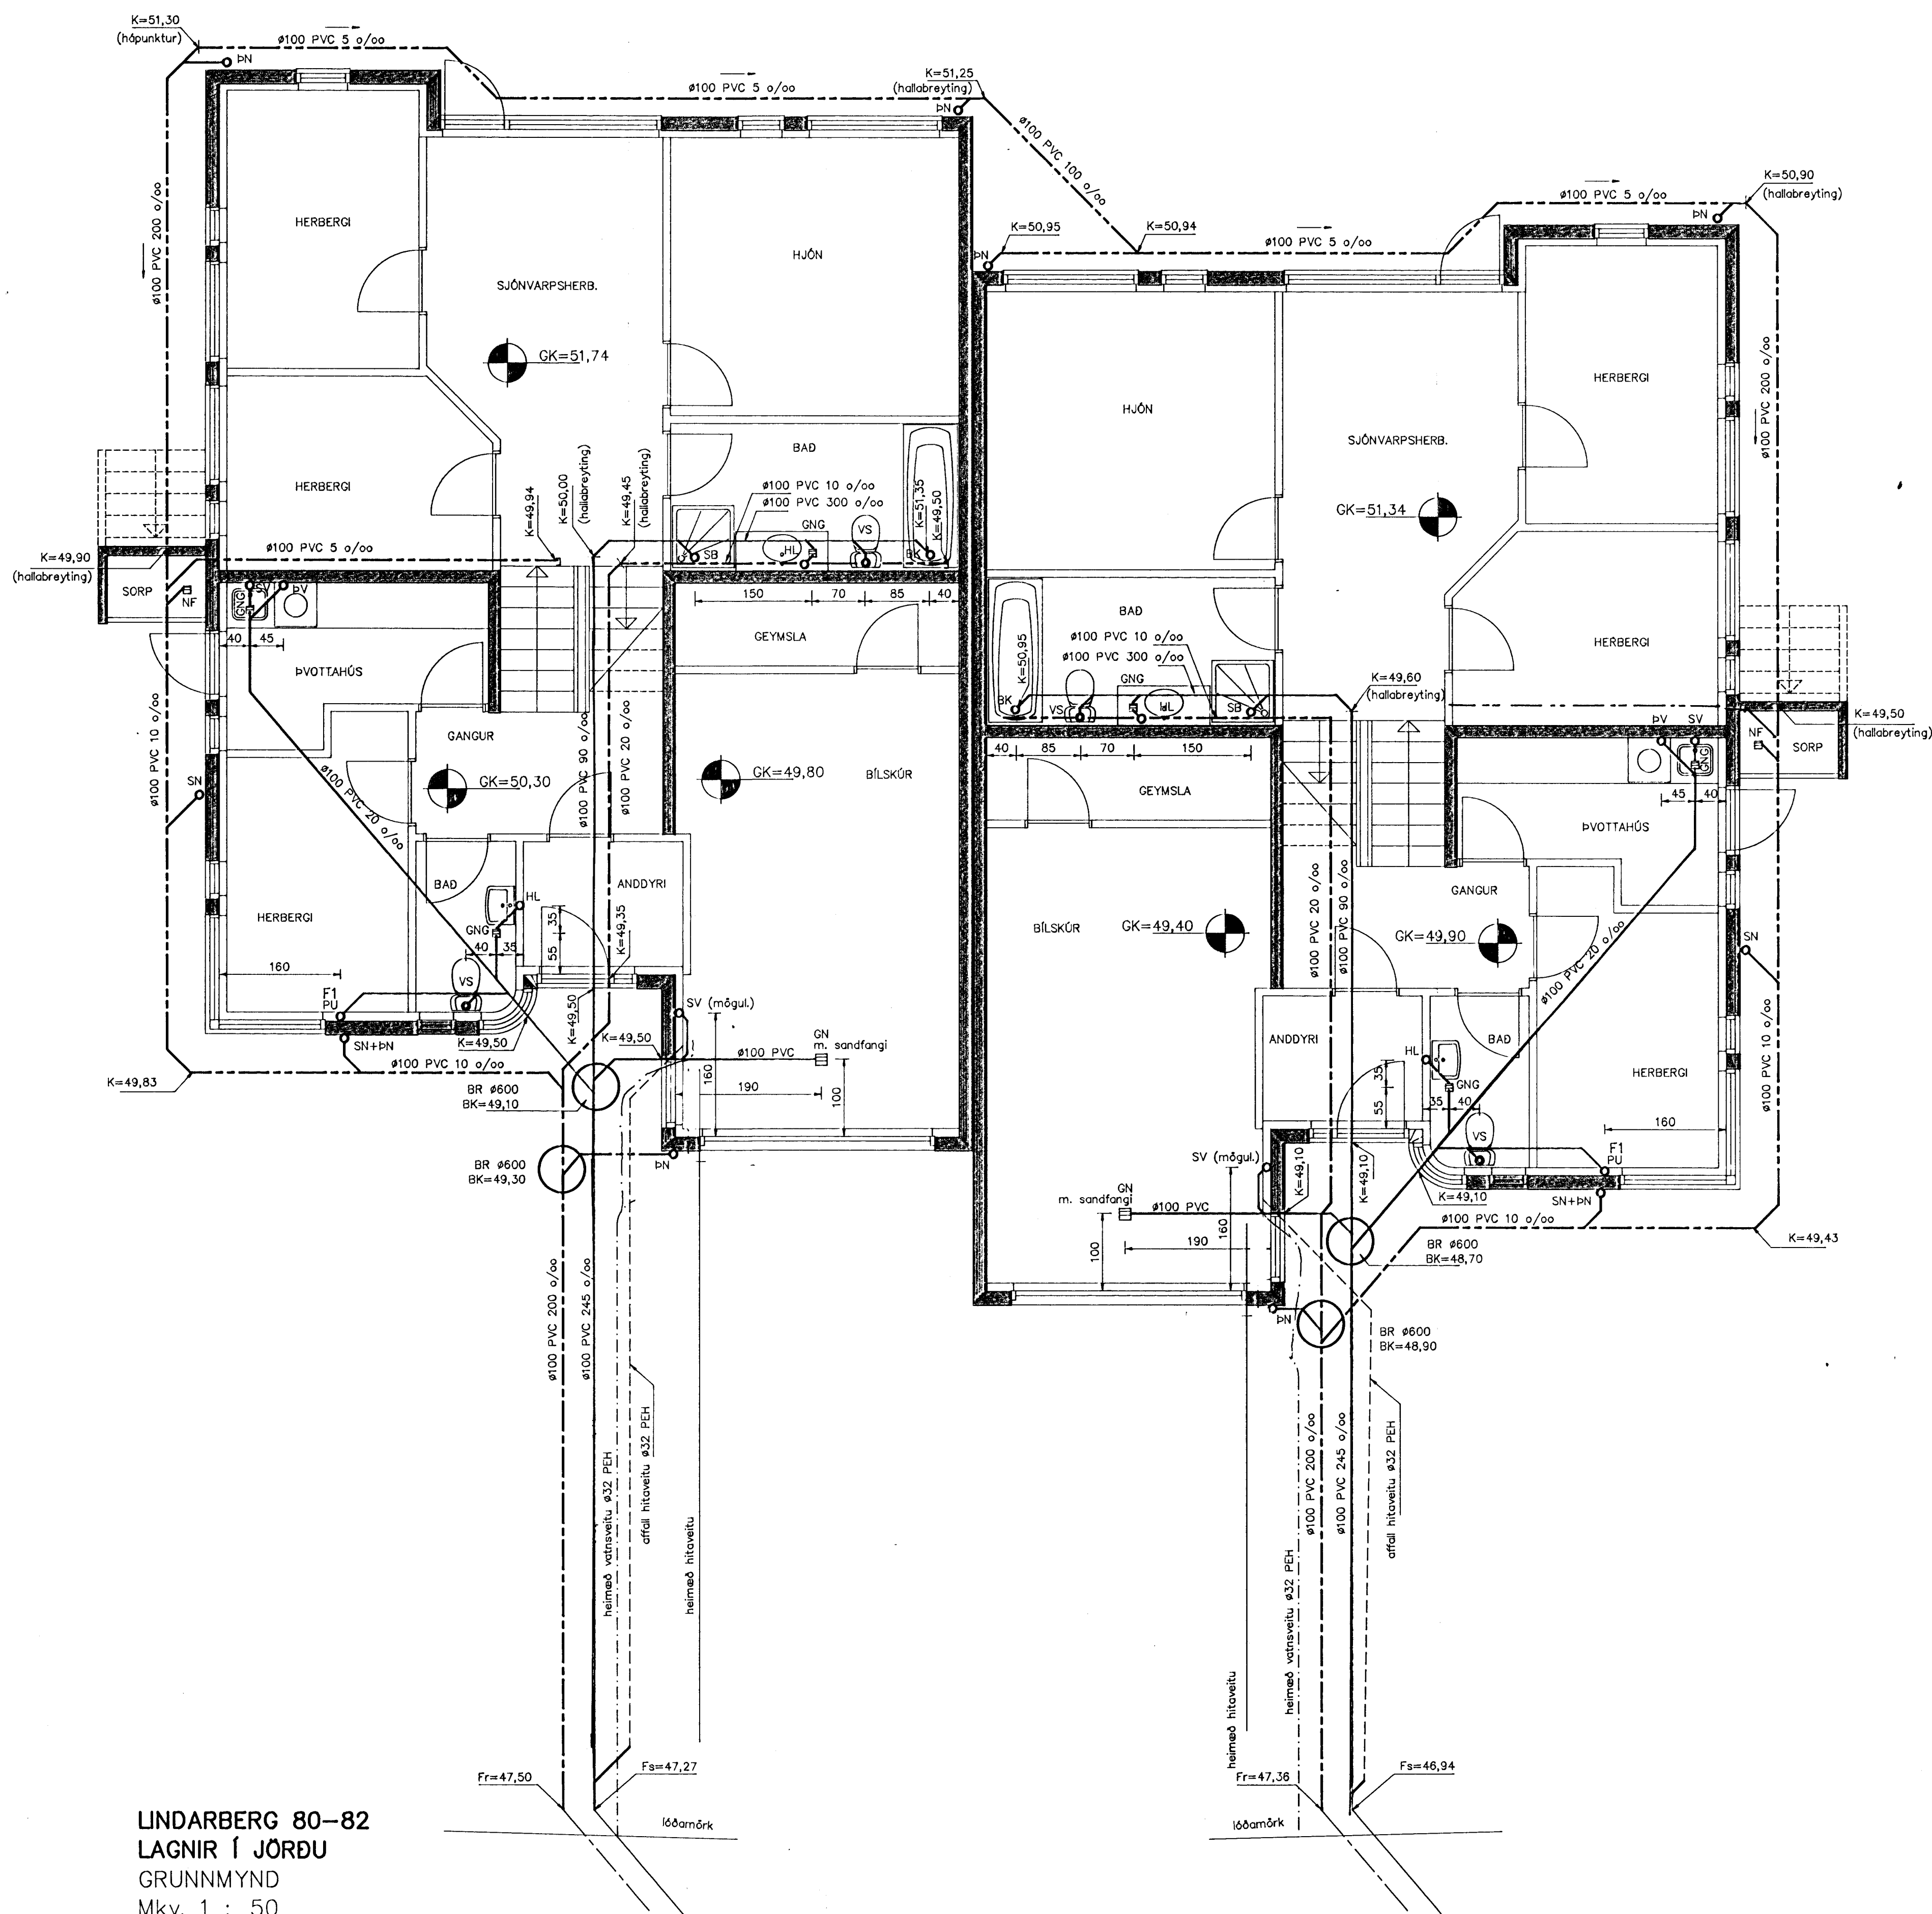 K=51,30
(hápunktur)
ø100 PVC 5 o/oo
ÞN
ø100 PVC 5 o/oo
K=51,25
(hallabreyting)
ÞN
ø100 PVC 100 o/oo
ø100 PVC 200 o/oo
HERBERGI
SJÓNVARPSHERB.
HJÓN
GK=51,74
HERBERGI
BAÐ
K=49,94
K=50,00
(hallabreyting)
K=49,45
(hallabreyting)
ø100 PVC 10 o/oo
ø100 PVC 300 o/oo
GNG
VS
K=51,35
K=49,50
SB
HL
BK
K=49,90
(hallabreyting)
ø100 PVC 5 o/oo
SORP
NF
GNG
SV
ÞV
40
45
150
70
85
40
GEYMSLA
ÞVOTTAHÚS
GANGUR
GK=50,30
GK=49,80
BÍLSKÚR
ø100 PVC 10 o/oo
SN
ø100 PVC 20 o/oo
ø100 PVC 90 o/oo
ø100 PVC 20 o/oo
BAÐ
HL
ANDDYRI
HERBERGI
GNG
35
55
40
35
K=49,35
160
VS
F1
PU
K=49,50
SN+ÞN
K=49,50
K=49,50
SV (mögul.)
GN
m. sandfangi
ø100 PVC
ø100 PVC 10 o/oo
K=49,83
BR ø600
BK=49,10
160
190
100
BR ø600
BK=49,30
ÞN
ø100 PVC 200 o/oo
ø100 PVC 245 o/oo
heimæð vatnsveitu ø32 PEH
affall hitaveitu ø32 PEH
heimæð hitaveitu
Fr=47,50
Fs=47,27
lóðamörk
K=50,95
K=50,94
ÞN
ø100 PVC 5 o/oo
ø100 PVC 5 o/oo
K=50,90
(hallabreyting)
ÞN
ø100 PVC 200 o/oo
HJÓN
SJÓNVARPSHERB.
HERBERGI
GK=51,34
BAÐ
HERBERGI
K=50,95
ø100 PVC 10 o/oo
ø100 PVC 300 o/oo
GNG
BK
VS
HL
SB
K=49,60
(hallabreyting)
K=49,50
(hallabreyting)
ÞV
SV
NF
SORP
GNG
40
85
70
150
45
40
GEYMSLA
ÞVOTTAHÚS
ø100 PVC 20 o/oo
ø100 PVC 90 o/oo
GANGUR
BÍLSKÚR
GK=49,40
GK=49,90
ø100 PVC 20 o/oo
SN
ø100 PVC 10 o/oo
ANDDYRI
BAÐ
HL
35
55
GNG
35
40
HERBERGI
VS
160
F1
PU
SV (mögul.)
K=49,10
K=49,10
K=49,10
SN+ÞN
GN
m. sandfangi
ø100 PVC
ø100 PVC 10 o/oo
160
190
100
BR ø600
BK=48,70
K=49,43
ÞN
BR ø600
BK=48,90
ø100 PVC 200 o/oo
ø100 PVC 245 o/oo
affall hitaveitu ø32 PEH
heimæð hitaveitu
heimæð vatnsveitu ø32 PEH
Fr=47,36
Fs=46,94
lóðamörk
LINDARBERG 80-82
LAGNIR Í JÖRÐU
GRUNNMYND
Mkv. 1 : 50